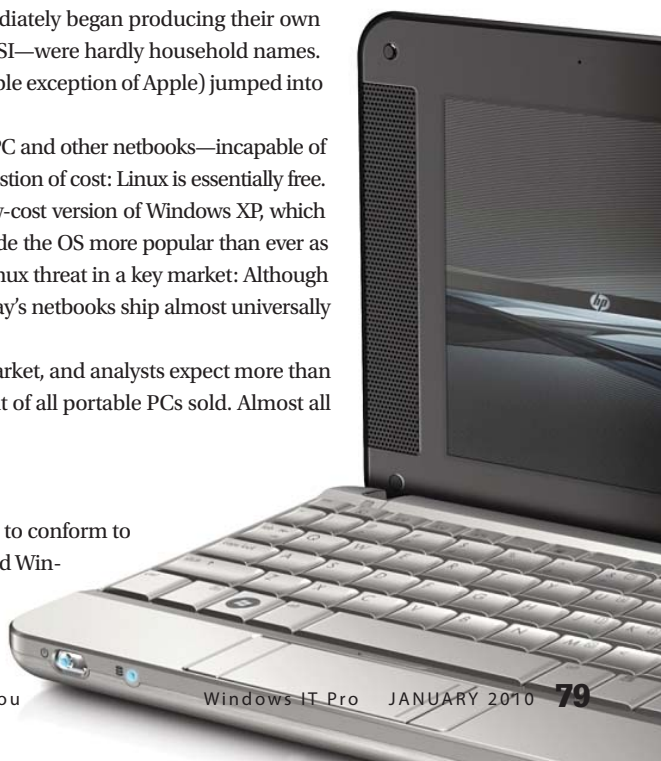 diately began producing their own
SI—were hardly household names.
ble exception of Apple) jumped into
PC and other netbooks—incapable of
stion of cost: Linux is essentially free.
w-cost version of Windows XP, which
de the OS more popular than ever as
nux threat in a key market: Although
ay's netbooks ship almost universally
arket, and analysts expect more than
t of all portable PCs sold. Almost all
to conform to
d Win-
hp
ou Windows IT Pro JANUARY 2010 79